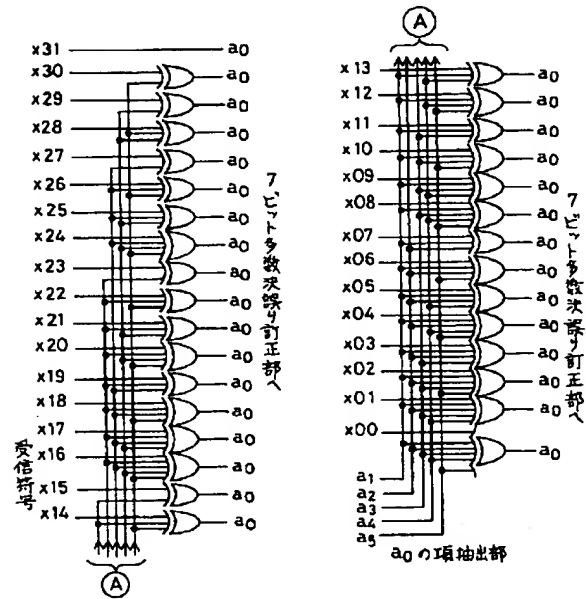 x31 a0
x30 a0
x29 a0
x28 a0
x27 a0
x26 a0
x25 a0
x24 a0
x23 a0
x22 a0
x21 a0
x20 a0
x19 a0
x18 a0
x17 a0
x16 a0
x15 a0
x14 a0
受信符号
7ビット多数決誤り訂正部へ
A
A
x13 a0
x12 a0
x11 a0
x10 a0
x09 a0
x08 a0
x07 a0
x06 a0
x05 a0
x04 a0
x03 a0
x02 a0
x01 a0
x00 a0
7ビット多数決誤り訂正部へ
a1
a2
a3
a4
a5
a0の項抽出部